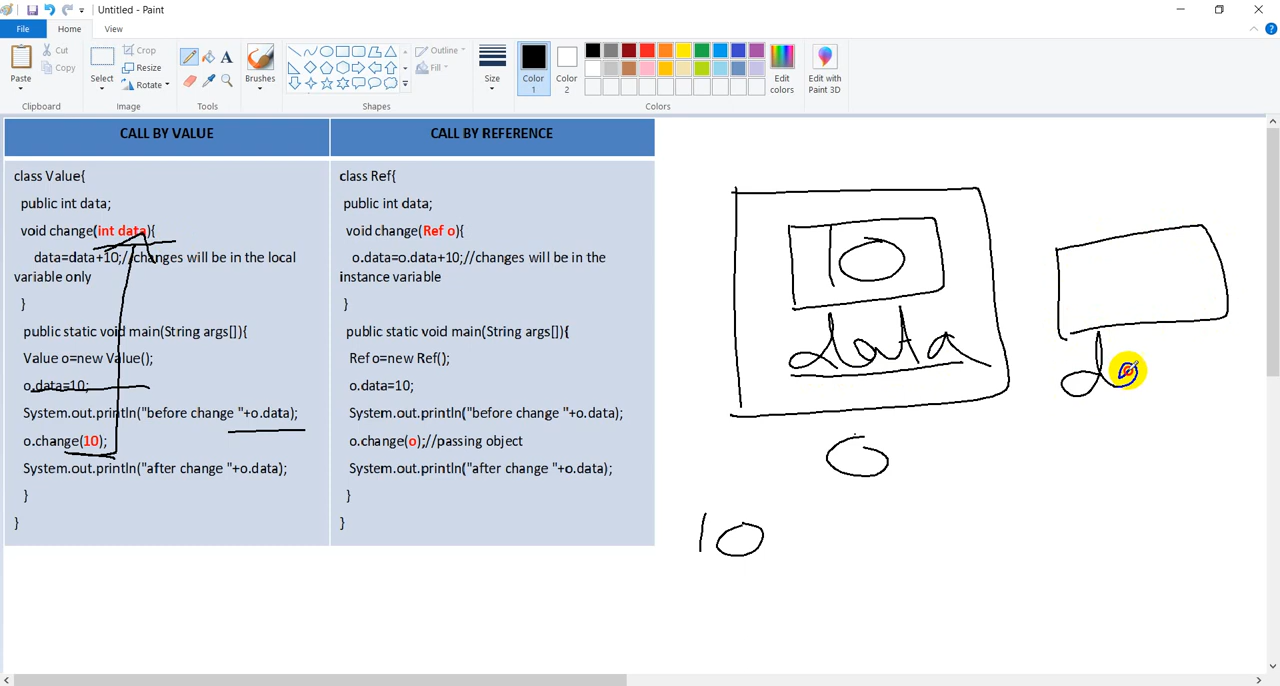 Untitled - Paint
File Home View
Cut
Copy
Paste
Clipboard
Select
Crop
Resize
Rotate
Image
A
Tools
Brushes
Outline
Fill
Shapes
Size
Color 1
Color 2
Edit colors
Colors
Edit with Paint 3D
CALL BY VALUE
class Value{
public int data;
void change(int data){
data=data+10;//changes will be in the local
variable only
}
public static void main(String args[]){
Value o=new Value();
o.data=10;
System.out.println("before change "+o.data);
o.change(10);
System.out.println("after change "+o.data);
}
}
CALL BY REFERENCE
class Ref{
public int data;
void change(Ref o){
o.data=o.data+10;//changes will be in the
instance variable
}
public static void main(String args[]){
Ref o=new Ref();
o.data=10;
System.out.println("before change "+o.data);
o.change(o);//passing object
System.out.println("after change "+o.data);
}
}
10
data
o
10
da